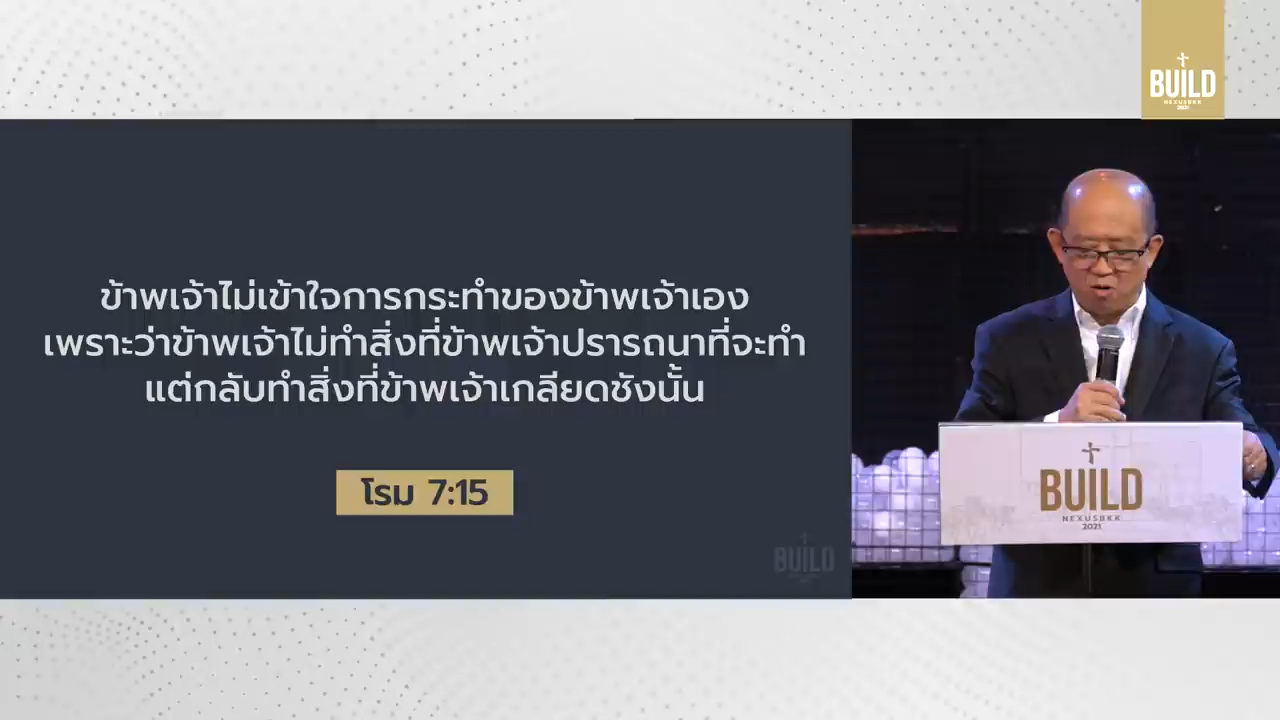 BUILD
NEXUSBKK
2021
ข้าพเจ้าไม่เข้าใจการกระทำของข้าพเจ้าเอง
เพราะว่าข้าพเจ้าไม่ทำสิ่งที่ข้าพเจ้าปรารถนาที่จะทำ
แต่กลับทำสิ่งที่ข้าพเจ้าเกลียดชังนั้น
โรม 7:15
BUILD
BUILD
NEXUSBKK
2021